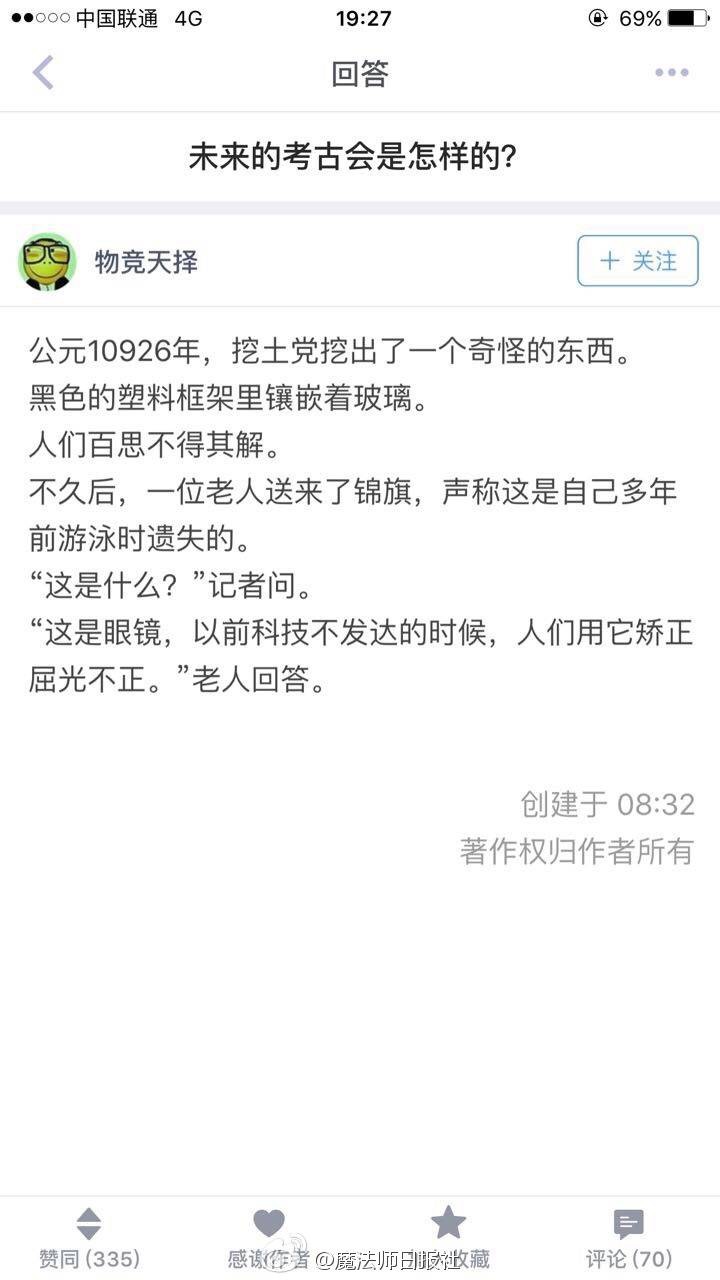 中国联通 4G 19:27 69%
回答
未来的考古会是怎样的?
物竞天择
+ 关注
公元10926年，挖土党挖出了一个奇怪的东西。
黑色的塑料框架里镶嵌着玻璃。
人们百思不得其解。
不久后，一位老人送来了锦旗，声称这是自己多年
前游泳时遗失的。
“这是什么？”记者问。
“这是眼镜，以前科技不发达的时候，人们用它矫正
屈光不正。”老人回答。
创建于 08:32
著作权归作者所有
赞同 (335) 感谢作者 收藏 评论 (70)
@魔法师日报社